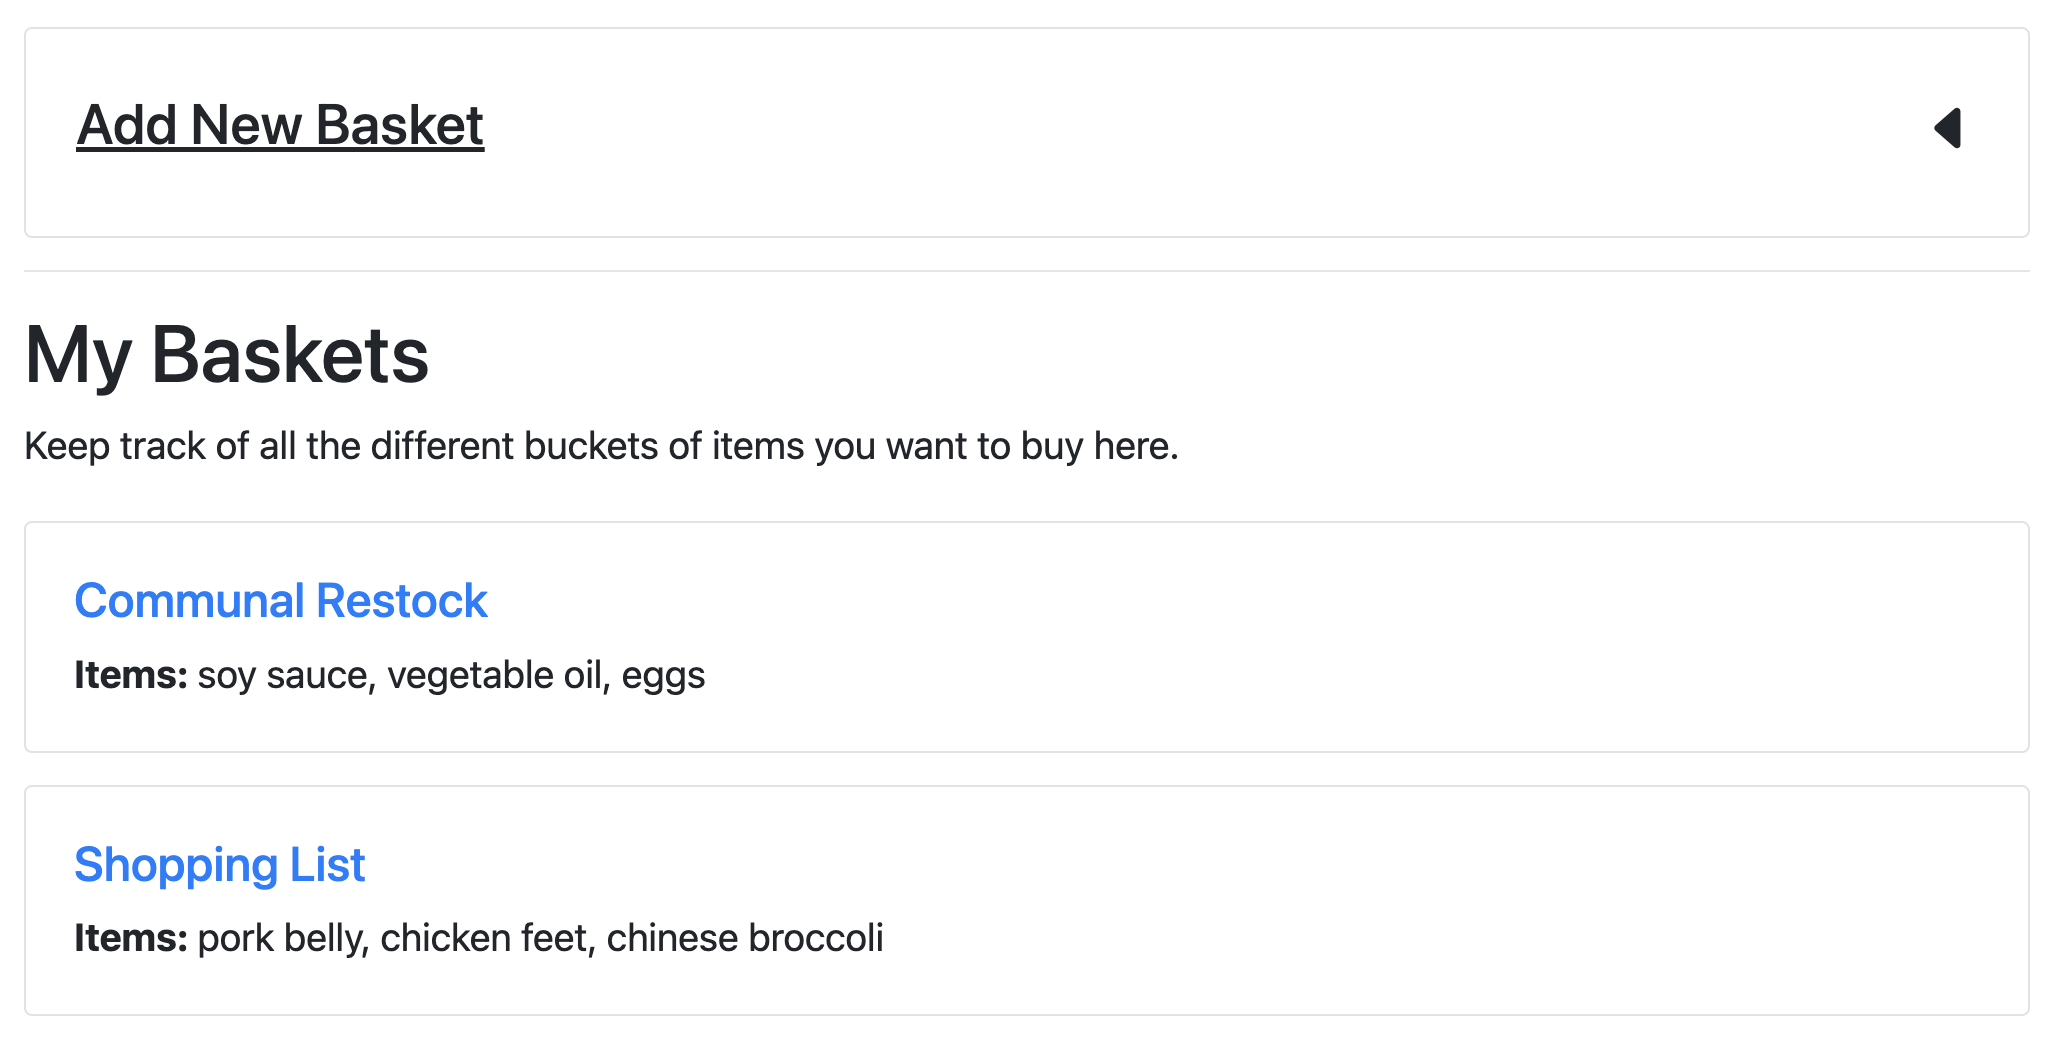 Add New Basket
My Baskets
Keep track of all the different buckets of items you want to buy here.
Communal Restock
Items: soy sauce, vegetable oil, eggs
Shopping List
Items: pork belly, chicken feet, chinese broccoli